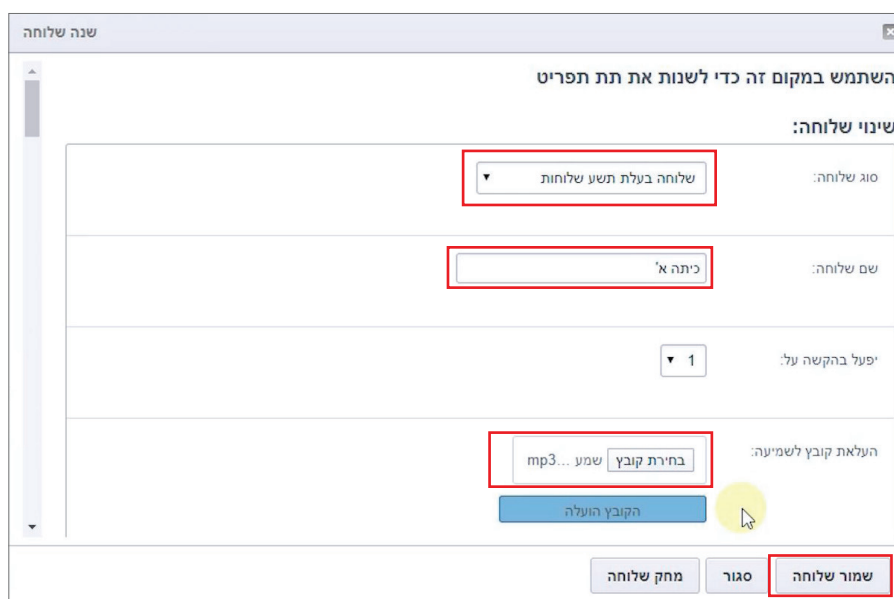 שנה שלוחה
השתמש במקום זה כדי לשנות את תת תפריט
שינוי שלוחה:
סוג שלוחה: שלוחה בעלת תשע שלוחות
שם שלוחה: כיתה א'
יפעל בהקשה על: 1
העלאת קובץ לשמיעה: בחירת קובץ שמע ...mp3
הקובץ הועלה
שמור שלוחה סגור מחק שלוחה